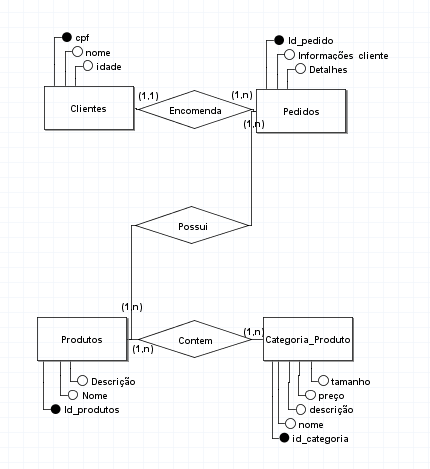 cpf
nome
idade
Id_pedido
Informações cliente
Detalhes
Clientes
(1,1)
Encomenda
(1,n)
Pedidos
(1,n)
Possui
(1,n)
Produtos
(1,n)
Contem
(1,n)
Categoria_Produto
Descrição
Nome
Id_produtos
tamanho
preço
descrição
nome
id_categoria